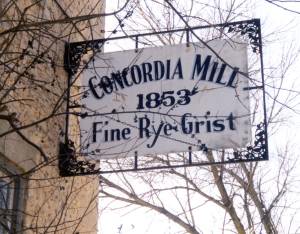 CONCORDIA MILL
1853
Fine Rye-Grist